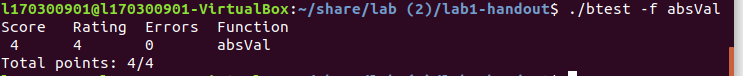 l170300901@l170300901-VirtualBox:~/share/lab (2)/lab1-handout$ ./btest -f absVal
Score Rating Errors Function
4 4 0 absVal
Total points: 4/4